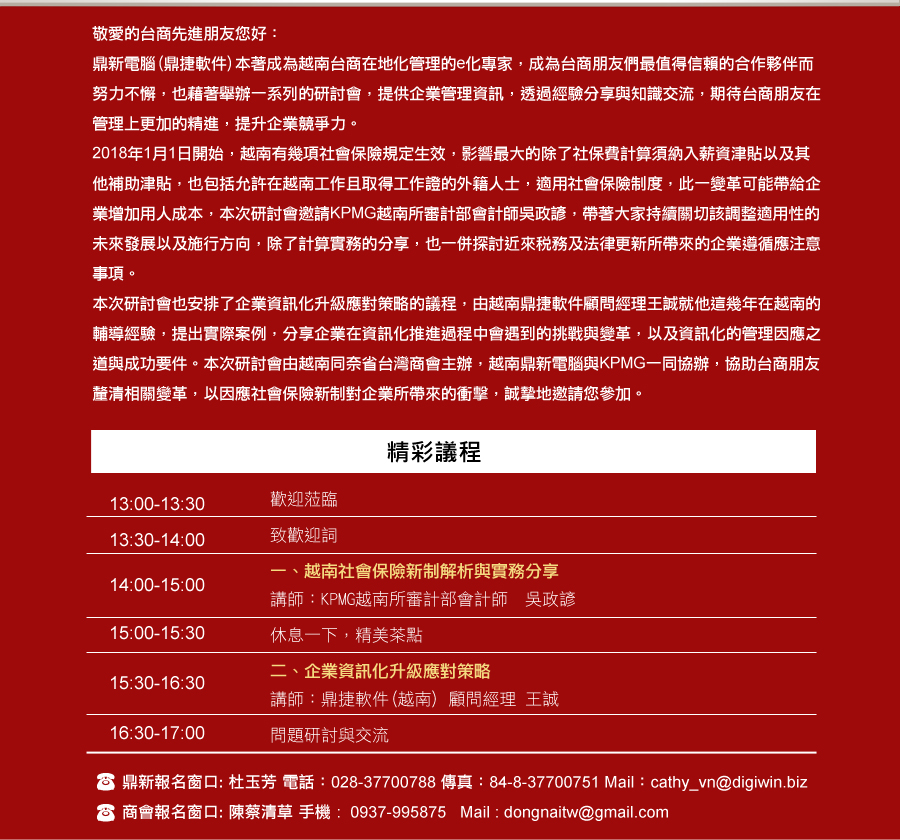 敬愛的台商先進朋友您好：
鼎新電腦(鼎捷軟件)本著成為越南台商在地化管理的e化專家，成為台商朋友們最值得信賴的合作夥伴而
努力不懈，也藉著舉辦一系列的研討會，提供企業管理資訊，透過經驗分享與知識交流，期待台商朋友在
管理上更加的精進，提升企業競爭力。
2018年1月1日開始，越南有幾項社會保險規定生效，影響最大的除了社保費計算須納入薪資津貼以及其
他補助津貼，也包括允許在越南工作且取得工作證的外籍人士，適用社會保險制度，此一變革可能帶給企
業增加用人成本，本次研討會邀請KPMG越南所審計部會計師吳政諺，帶著大家持續關切該調整適用性的
未來發展以及施行方向，除了計算實務的分享，也一併探討近來稅務及法律更新所帶來的企業遵循應注意
事項。
本次研討會也安排了企業資訊化升級應對策略的議程，由越南鼎捷軟件顧問經理王誠就他這幾年在越南的
輔導經驗，提出實際案例，分享企業在資訊化推進過程中會遇到的挑戰與變革，以及資訊化的管理因應之
道與成功要件。本次研討會由越南同奈省台灣商會主辦，越南鼎新電腦與KPMG一同協辦，協助台商朋友
釐清相關變革，以因應社會保險新制對企業所帶來的衝擊，誠摯地邀請您參加。
精彩議程
13:00-13:30 歡迎蒞臨
13:30-14:00 致歡迎詞
14:00-15:00 一、越南社會保險新制解析與實務分享
講師：KPMG越南所審計部會計師　吳政諺
15:00-15:30 休息一下，精美茶點
15:30-16:30 二、企業資訊化升級應對策略
講師：鼎捷軟件(越南) 顧問經理 王誠
16:30-17:00 問題研討與交流
☎ 鼎新報名窗口: 杜玉芳 電話：028-37700788 傳真：84-8-37700751 Mail：cathy_vn@digiwin.biz
☎ 商會報名窗口: 陳蔡清草 手機： 0937-995875 Mail : dongnaitw@gmail.com